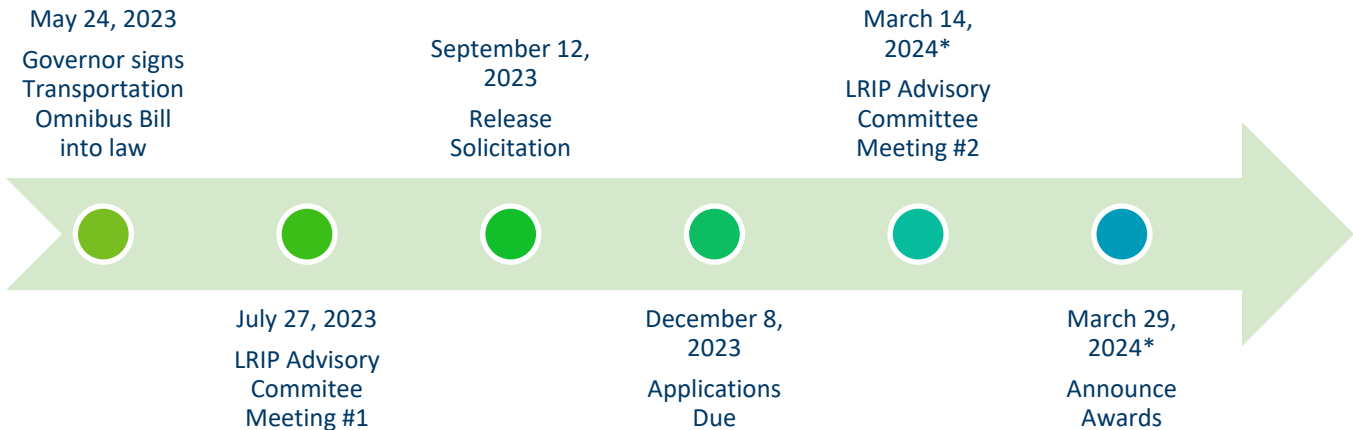 May 24, 2023
Governor signs
Transportation
Omnibus Bill
into law
July 27, 2023
LRIP Advisory
Commitee
Meeting #1
September 12,
2023
Release
Solicitation
December 8,
2023
Applications
Due
March 14,
2024*
LRIP Advisory
Committee
Meeting #2
March 29,
2024*
Announce
Awards